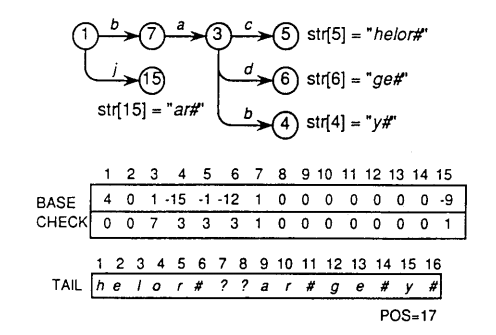 1 b 7 a 3 c 5 str[5] = "helor#"
j 15 d 6 str[6] = "ge#"
str[15] = "ar#" b 4 str[4] = "y#"
1 2 3 4 5 6 7 8 9 10 11 12 13 14 15
BASE 4 0 1 -15 -1 -12 1 0 0 0 0 0 0 0 -9
CHECK 0 0 7 3 3 3 1 0 0 0 0 0 0 0 1
1 2 3 4 5 6 7 8 9 10 11 12 13 14 15 16
TAIL h e l o r # ? ? a r # g e # y #
POS=17